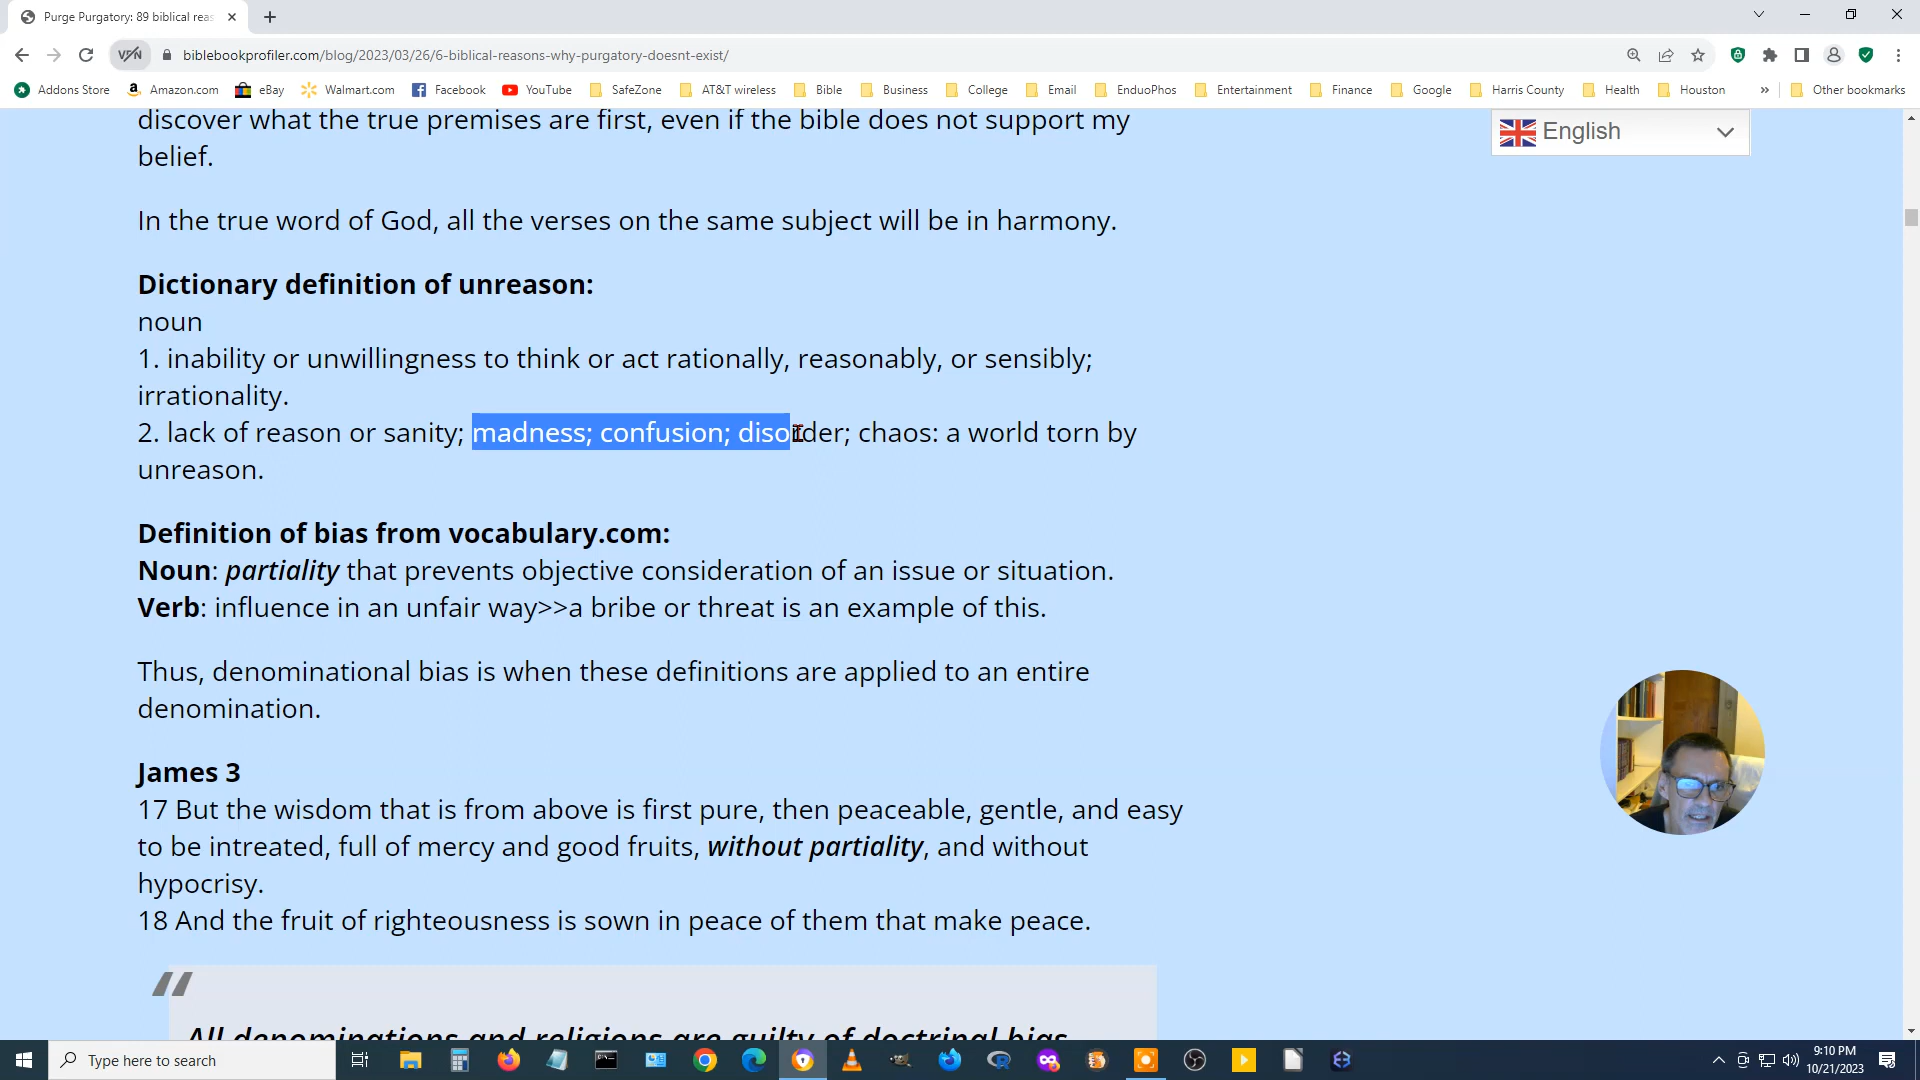 Purge Purgatory: 89 biblical reas
VPN
biblebookprofiler.com/blog/2023/03/26/6-biblical-reasons-why-purgatory-doesnt-exist/
Addons Store Amazon.com eBay Walmart.com Facebook YouTube SafeZone AT&T wireless Bible Business College Email EnduoPhos Entertainment Finance Google Harris County Health Houston » Other bookmarks
English
discover what the true premises are first, even if the bible does not support my
belief.
In the true word of God, all the verses on the same subject will be in harmony.
Dictionary definition of unreason:
noun
1. inability or unwillingness to think or act rationally, reasonably, or sensibly;
irrationality.
2. lack of reason or sanity; madness; confusion; disorder; chaos: a world torn by
unreason.
Definition of bias from vocabulary.com:
Noun: partiality that prevents objective consideration of an issue or situation.
Verb: influence in an unfair way>>a bribe or threat is an example of this.
Thus, denominational bias is when these definitions are applied to an entire
denomination.
James 3
17 But the wisdom that is from above is first pure, then peaceable, gentle, and easy
to be intreated, full of mercy and good fruits, without partiality, and without
hypocrisy.
18 And the fruit of righteousness is sown in peace of them that make peace.
“
All denominations and religions are guilty of doctrinal bias
Type here to search
9:10 PM
10/21/2023